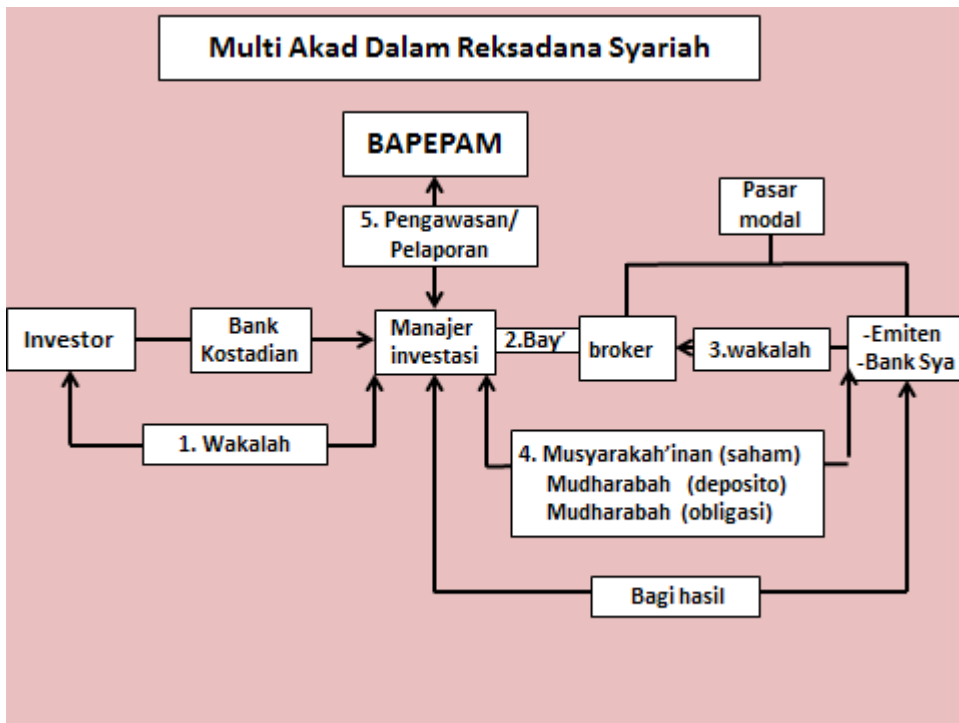 Multi Akad Dalam Reksadana Syariah
BAPEPAM
5. Pengawasan/
Pelaporan
Pasar
modal
Investor
Bank
Kostadian
Manajer
investasi
2.Bay'
broker
3.wakalah
-Emiten
-Bank Sya
1. Wakalah
4. Musyarakah'inan (saham)
Mudharabah (deposito)
Mudharabah (obligasi)
Bagi hasil